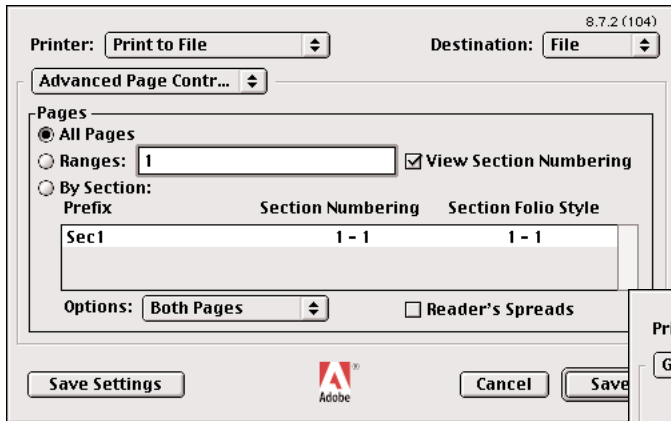 8.7.2 (104)
Printer: Print to File Destination: File
Advanced Page Contr...
Pages
All Pages
Ranges: 1 View Section Numbering
By Section:
Prefix Section Numbering Section Folio Style
Sec1 1 - 1 1 - 1
Options: Both Pages Reader's Spreads
Pri
G
Save Settings Adobe® Cancel Save